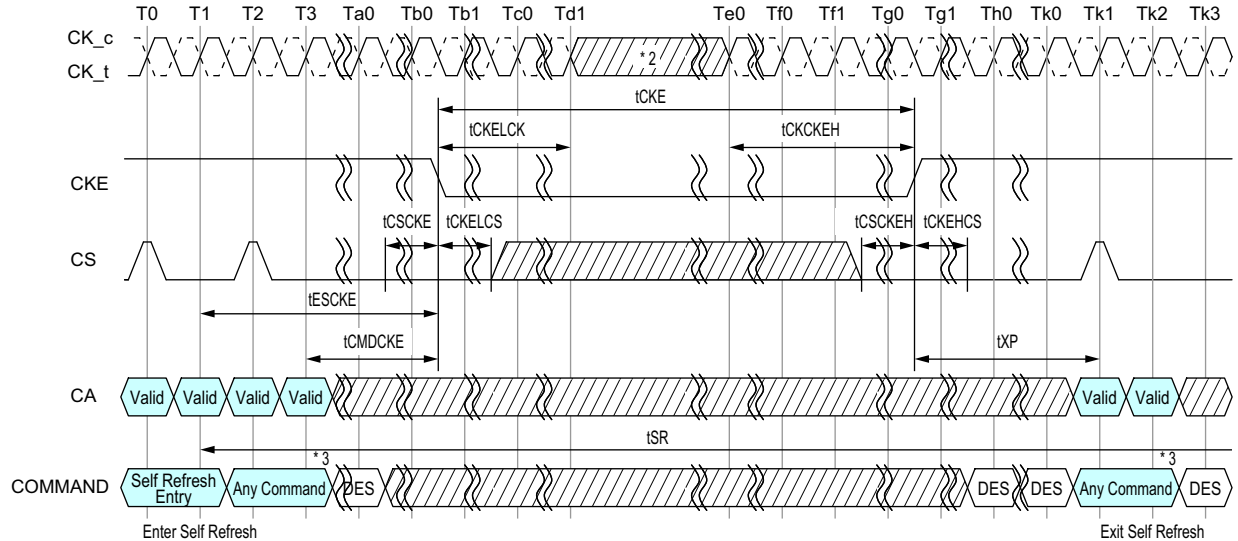 T0 T1 T2 T3 Ta0 Tb0 Tb1 Tc0 Td1 Te0 Tf0 Tf1 Tg0 Tg1 Th0 Tk0 Tk1 Tk2 Tk3
CK_c
CK_t
* 2
tCKE
tCKELCK tCKCKEH
CKE
tCSCKE tCKELCS tCSCKEH tCKEHCS
CS
tESCKE
tCMDCKE tXP
CA Valid Valid Valid Valid Valid Valid
tSR
* 3 * 3
COMMAND Self Refresh Entry Any Command DES DES DES Any Command DES
Enter Self Refresh Exit Self Refresh